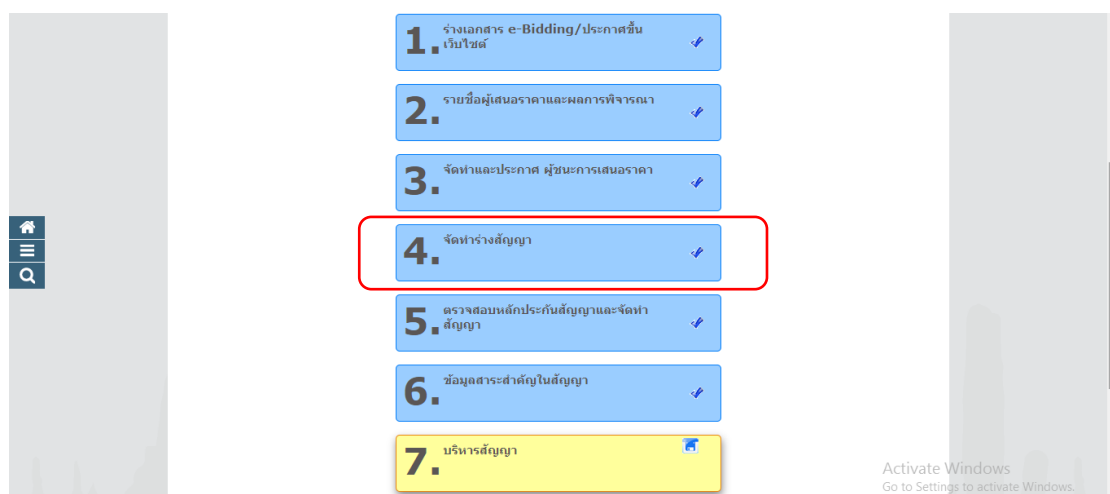 1. ร่างเอกสาร e-Bidding/ประกาศขึ้น
เว็บไซต์
2. รายชื่อผู้เสนอราคาและผลการพิจารณา
3. จัดทำและประกาศ ผู้ชนะการเสนอราคา
4. จัดทำร่างสัญญา
5. ตรวจสอบหลักประกันสัญญาและจัดทำ
สัญญา
6. ข้อมูลสาระสำคัญในสัญญา
7. บริหารสัญญา
Activate Windows
Go to Settings to activate Windows.